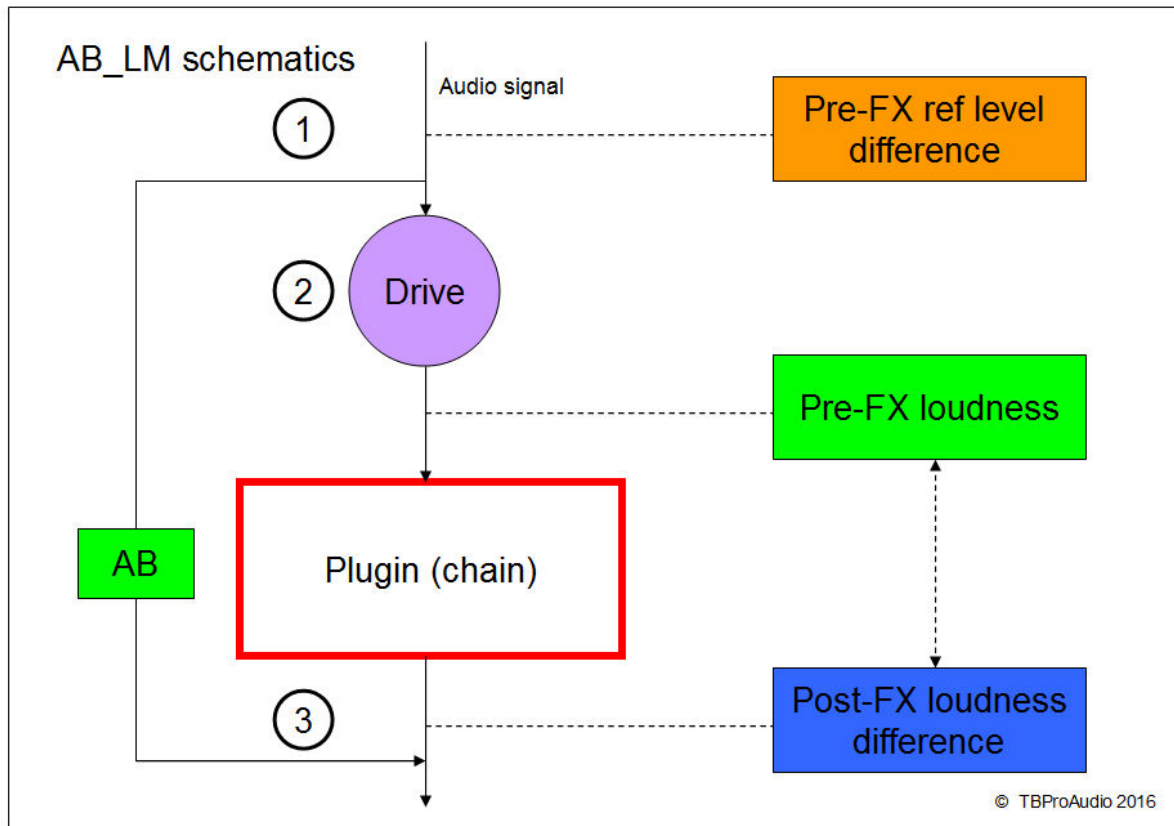 AB_LM schematics
Audio signal
1
Pre-FX ref level
difference
2
Drive
Pre-FX loudness
AB
Plugin (chain)
3
Post-FX loudness
difference
© TBProAudio 2016